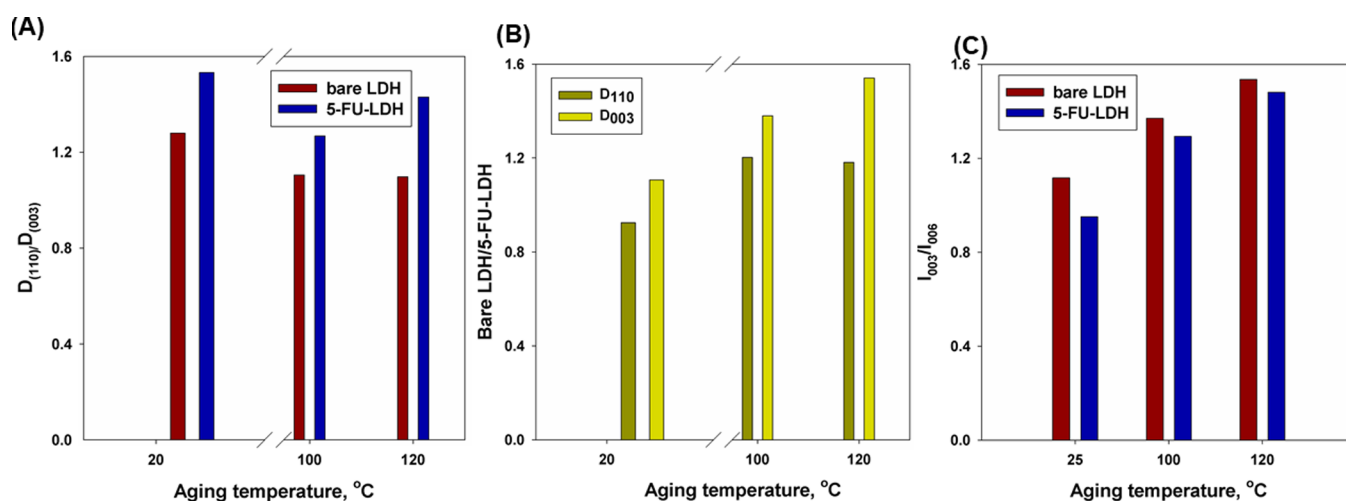 (A)
1.6
1.2
0.8
0.4
0.0
D(110)/D(003)
bare LDH
5-FU-LDH
20
100
120
Aging temperature, °C
(B)
1.6
1.2
0.8
0.4
0.0
Bare LDH/5-FU-LDH
D110
D003
20
100
120
Aging temperature, °C
(C)
1.6
1.2
0.8
0.4
0.0
I003/I006
bare LDH
5-FU-LDH
25
100
120
Aging temperature, °C